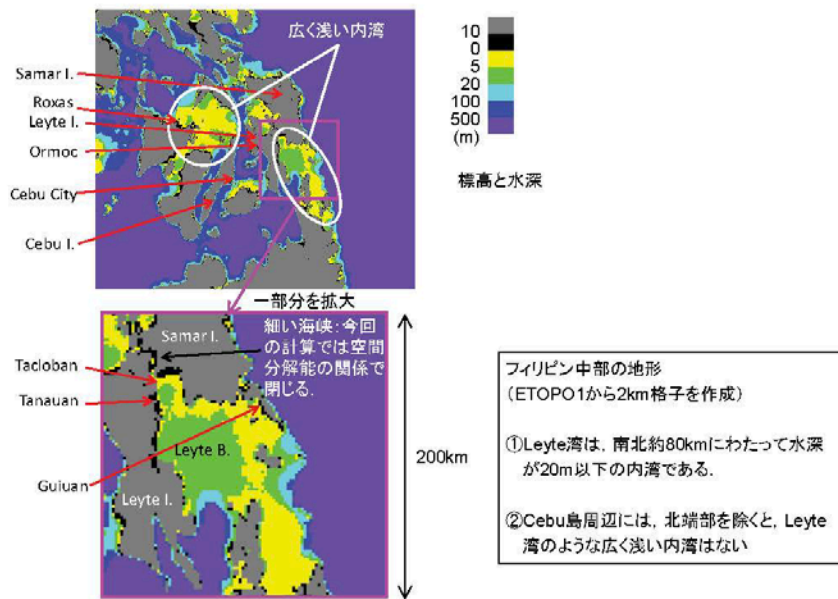 広く浅い内湾
Samar I.
Roxas
Leyte I.
Ormoc
Cebu City
Cebu I.
10
0
5
20
100
500
(m)
標高と水深
一部分を拡大
Samar I.
細い海峡:今回
の計算では空間
分解能の関係で
閉じる.
Tacloban
Tanauan
Leyte B.
Guiuan
Leyte I.
200km
フィリピン中部の地形
(ETOPO1から2km格子を作成)
①Leyte湾は,南北約80kmにわたって水深
が20m以下の内湾である.
②Cebu島周辺には,北端部を除くと,Leyte
湾のような広く浅い内湾はない